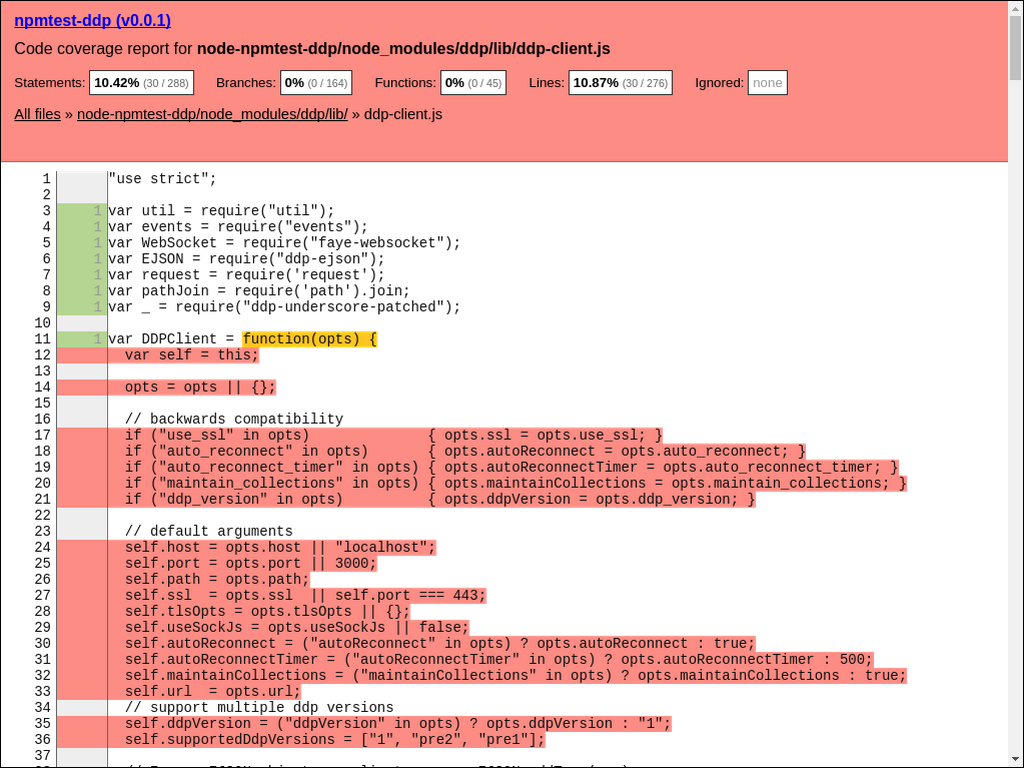 npmtest-ddp (v0.0.1)
Code coverage report for node-npmtest-ddp/node_modules/ddp/lib/ddp-client.js
Statements: 10.42% (30 / 288) Branches: 0% (0 / 164) Functions: 0% (0 / 45) Lines: 10.87% (30 / 276) Ignored: none
All files » node-npmtest-ddp/node_modules/ddp/lib/ » ddp-client.js
1 "use strict";
2
3 1 var util = require("util");
4 1 var events = require("events");
5 1 var WebSocket = require("faye-websocket");
6 1 var EJSON = require("ddp-ejson");
7 1 var request = require('request');
8 1 var pathJoin = require('path').join;
9 1 var _ = require("ddp-underscore-patched");
10
11 1 var DDPClient = function(opts) {
12 var self = this;
13
14 opts = opts || {};
15
16 // backwards compatibility
17 if ("use_ssl" in opts) { opts.ssl = opts.use_ssl; }
18 if ("auto_reconnect" in opts) { opts.autoReconnect = opts.auto_reconnect; }
19 if ("auto_reconnect_timer" in opts) { opts.autoReconnectTimer = opts.auto_reconnect_timer; }
20 if ("maintain_collections" in opts) { opts.maintainCollections = opts.maintain_collections; }
21 if ("ddp_version" in opts) { opts.ddpVersion = opts.ddp_version; }
22
23 // default arguments
24 self.host = opts.host || "localhost";
25 self.port = opts.port || 3000;
26 self.path = opts.path;
27 self.ssl = opts.ssl || self.port === 443;
28 self.tlsOpts = opts.tlsOpts || {};
29 self.useSockJs = opts.useSockJs || false;
30 self.autoReconnect = ("autoReconnect" in opts) ? opts.autoReconnect : true;
31 self.autoReconnectTimer = ("autoReconnectTimer" in opts) ? opts.autoReconnectTimer : 500;
32 self.maintainCollections = ("maintainCollections" in opts) ? opts.maintainCollections : true;
33 self.url = opts.url;
34 // support multiple ddp versions
35 self.ddpVersion = ("ddpVersion" in opts) ? opts.ddpVersion : "1";
36 self.supportedDdpVersions = ["1", "pre2", "pre1"];
37